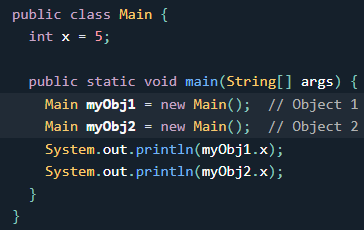 public class Main {
  int x = 5;

  public static void main(String[] args) {
    Main myObj1 = new Main();  // Object 1
    Main myObj2 = new Main();  // Object 2
    System.out.println(myObj1.x);
    System.out.println(myObj2.x);
  }
}